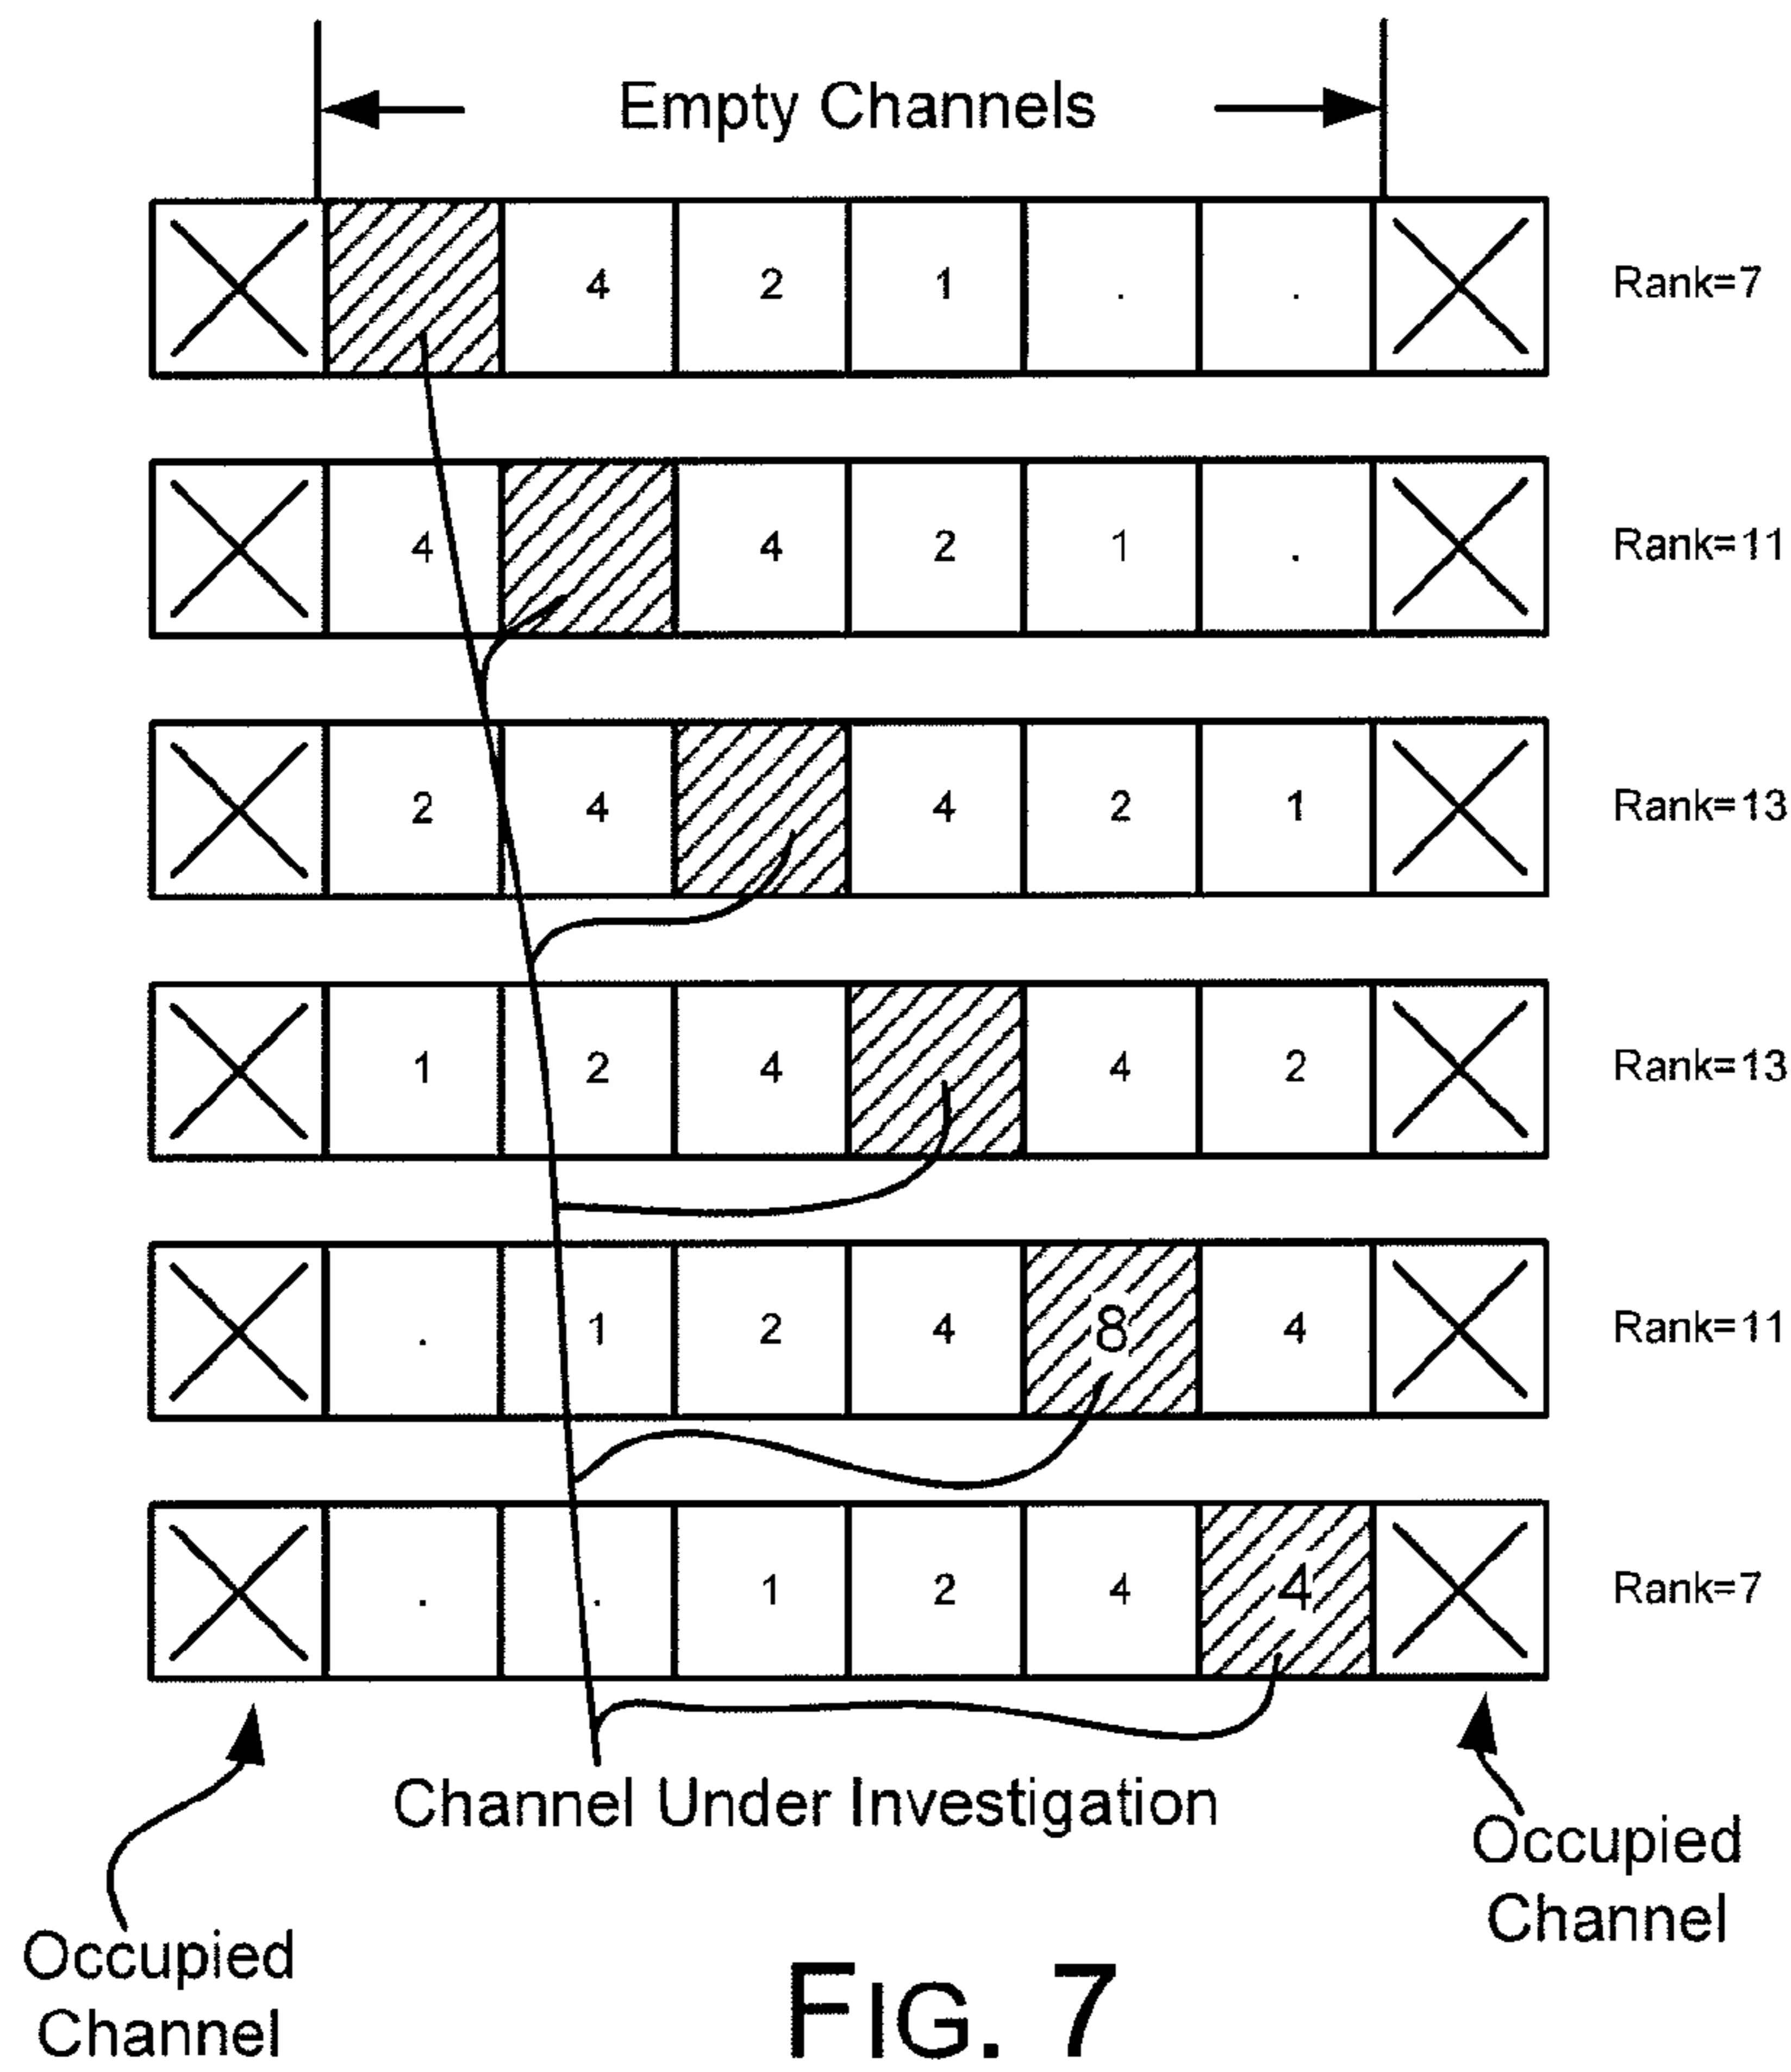 Empty Channels
4 2 1 . . Rank=7
4 4 2 1 . Rank=11
2 4 4 2 1 Rank=13
1 2 4 4 2 Rank=13
. 1 2 4 8 4 Rank=11
. . 1 2 4 4 Rank=7
Channel Under Investigation
Occupied
Channel
Occupied
Channel
FIG. 7